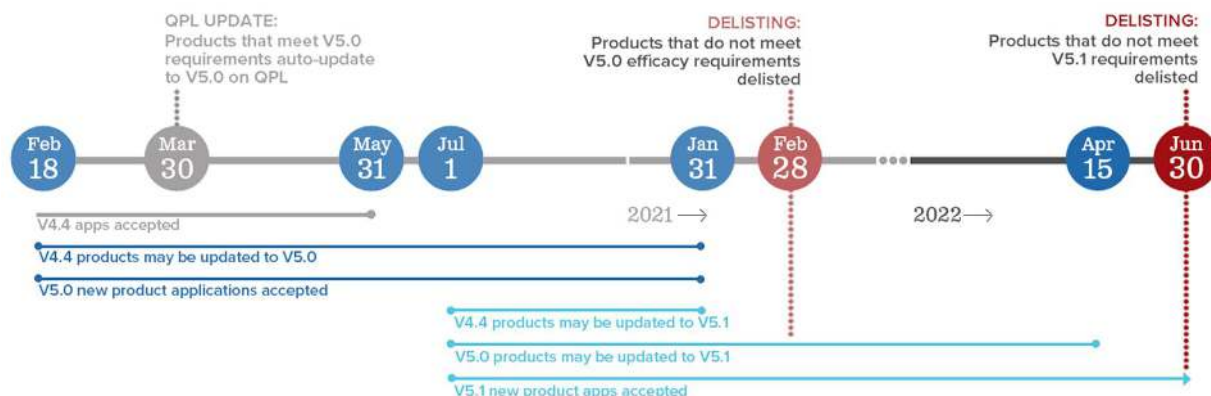 QPL UPDATE:
Products that meet V5.0
requirements auto-update
to V5.0 on QPL
DELISTING:
Products that do not meet
V5.0 efficacy requirements
delisted
DELISTING:
Products that do not meet
V5.1 requirements
delisted
Feb
18
Mar
30
May
31
Jul
1
Jan
31
Feb
28
Apr
15
Jun
30
2021
2022
V4.4 apps accepted
V4.4 products may be updated to V5.0
V5.0 new product applications accepted
V4.4 products may be updated to V5.1
V5.0 products may be updated to V5.1
V5.1 new product apps accepted